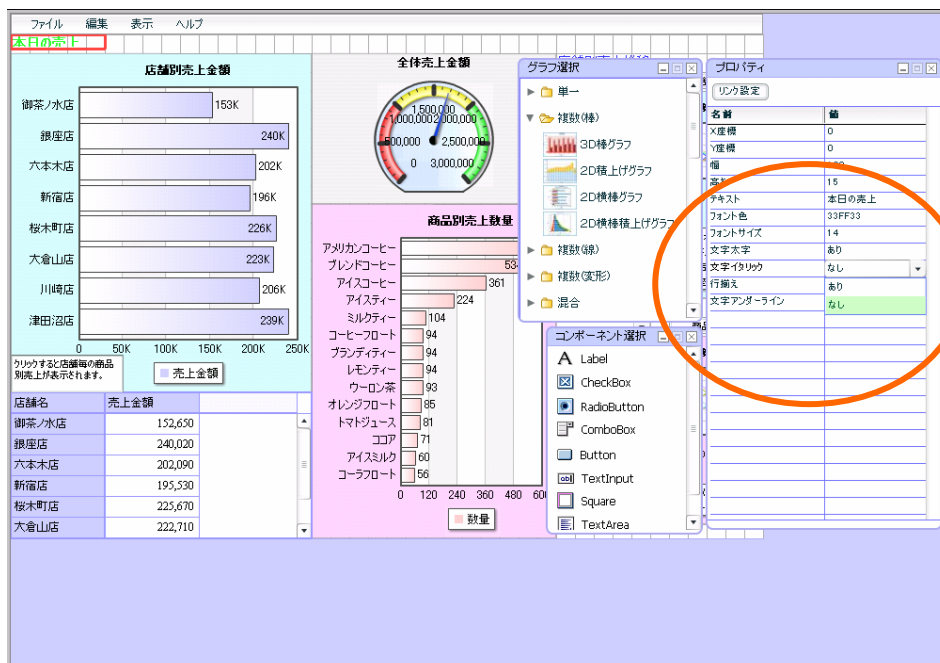 ファイル 編集 表示 ヘルプ
本日の売上
店舗別売上金額
御茶ノ水店 153K
銀座店 240K
六本木店 202K
新宿店 196K
桜木町店 226K
大倉山店 223K
川崎店 206K
津田沼店 239K
0 50K 100K 150K 200K 250K
クリックすると店舗毎の商品
別売上が表示されます。
売上金額
店舗名 売上金額
御茶ノ水店 152,650
銀座店 240,020
六本木店 202,090
新宿店 195,530
桜木町店 225,670
大倉山店 222,710
全体売上金額
1,500,000
1,000,000 2,000,000
500,000 2,500,000
0 3,000,000
商品別売上数量
アメリカンコーヒー
ブレンドコーヒー
アイスコーヒー 361
アイスティー 224
ミルクティー 104
コーヒーフロート 94
ブランディティー 94
レモンティー 94
ウーロン茶 93
オレンジフロート 85
トマトジュース 81
ココア 71
アイスミルク 60
コーラフロート 56
0 120 240 360 480
数量
グラフ選択
単一
複数(棒)
3D棒グラフ
2D積上げグラフ
2D横棒グラフ
2D横棒積上げグラフ
複数(線)
複数(変形)
混合
コンポーネント選択
A Label
CheckBox
RadioButton
ComboBox
Button
TextInput
Square
TextArea
プロパティ
リンク設定
名前 値
X座標 0
Y座標 0
幅
高さ 15
テキスト 本日の売上
フォント色 33FF33
フォントサイズ 14
文字太字 あり
文字イタリック なし
行揃え あり
文字アンダーライン なし